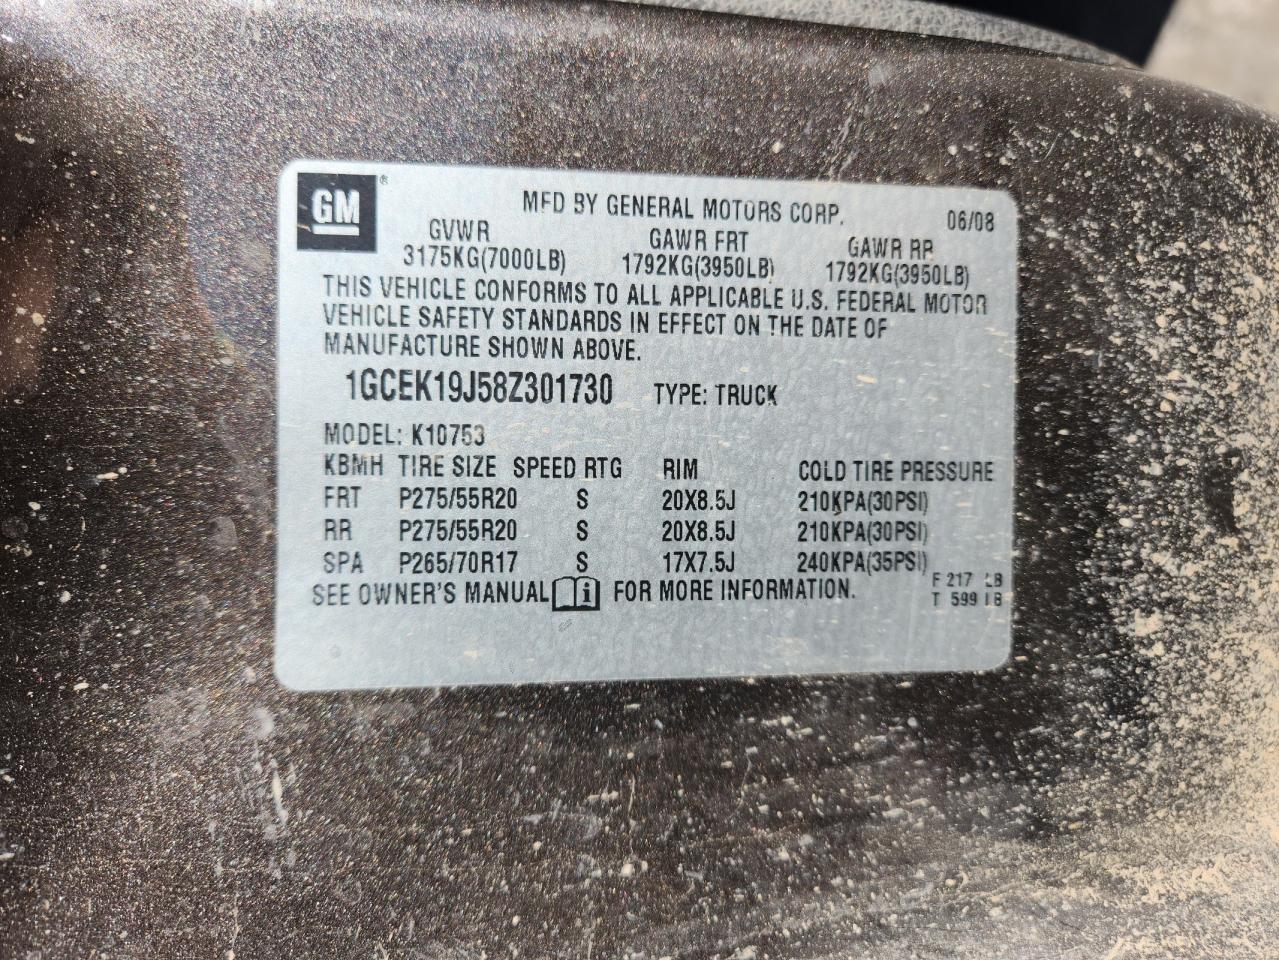 GM ®
MFD BY GENERAL MOTORS CORP. 06/08
GVWR GAWR FRT GAWR RR
3175KG(7000LB) 1792KG(3950LB) 1792KG(3950LB)
THIS VEHICLE CONFORMS TO ALL APPLICABLE U.S. FEDERAL MOTOR
VEHICLE SAFETY STANDARDS IN EFFECT ON THE DATE OF
MANUFACTURE SHOWN ABOVE.
1GCEK19J58Z301730 TYPE: TRUCK
MODEL: K10753
KBMH TIRE SIZE SPEED RTG RIM COLD TIRE PRESSURE
FRT P275/55R20 S 20X8.5J 210KPA(30PSI)
RR P275/55R20 S 20X8.5J 210KPA(30PSI)
SPA P265/70R17 S 17X7.5J 240KPA(35PSI)
SEE OWNER'S MANUAL i FOR MORE INFORMATION.
F 217 LB
T 599 LB